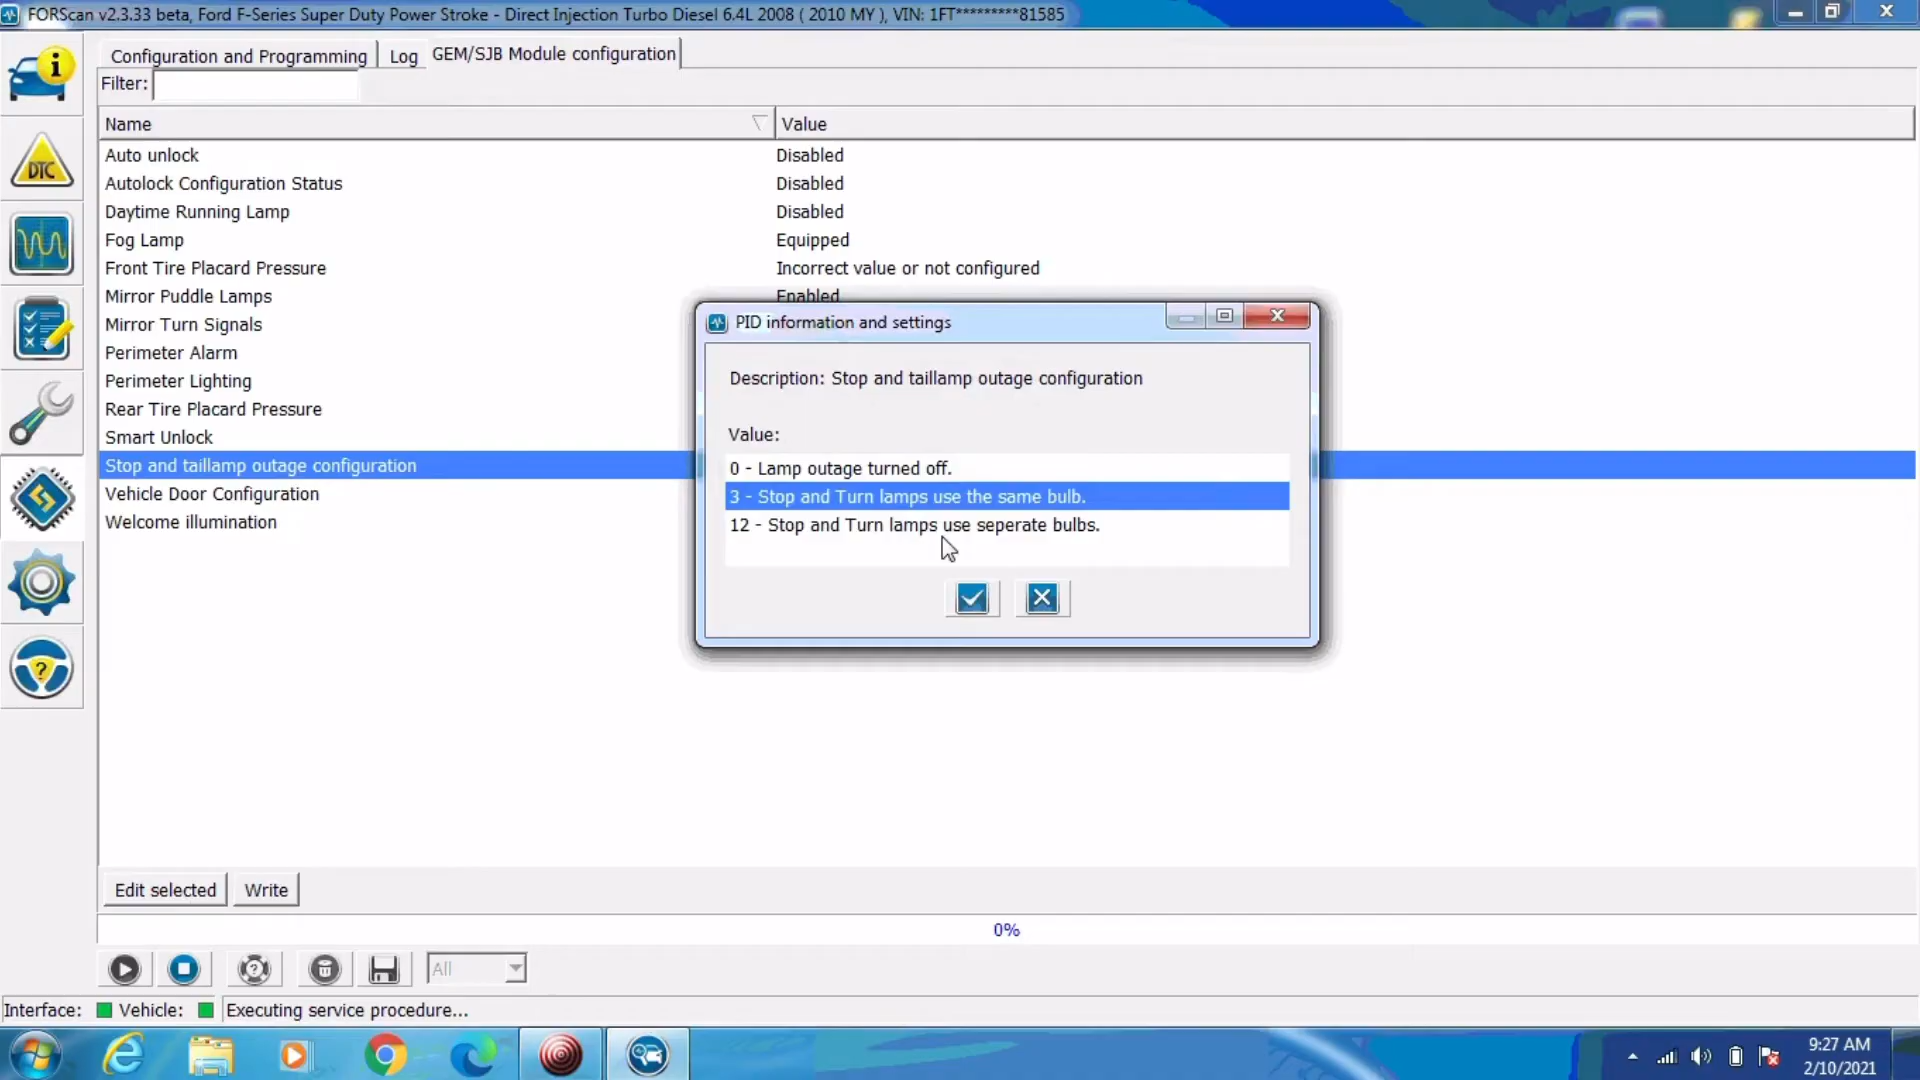 FORScan v2.3.33 beta, Ford F-Series Super Duty Power Stroke - Direct Injection Turbo Diesel 6.4L 2008 ( 2010 MY ), VIN: 1FT*********81585
Configuration and Programming Log GEM/SJB Module configuration
Filter:
Name Value
Auto unlock Disabled
Autolock Configuration Status Disabled
Daytime Running Lamp Disabled
Fog Lamp Equipped
Front Tire Placard Pressure Incorrect value or not configured
Mirror Puddle Lamps Enabled
Mirror Turn Signals
Perimeter Alarm
Perimeter Lighting
Rear Tire Placard Pressure
Smart Unlock
Stop and taillamp outage configuration
Vehicle Door Configuration
Welcome illumination
PID information and settings
Description: Stop and taillamp outage configuration
Value:
0 - Lamp outage turned off.
3 - Stop and Turn lamps use the same bulb.
12 - Stop and Turn lamps use seperate bulbs.
i
DTC
?
Edit selected Write
0%
? All
Interface: Vehicle: Executing service procedure...
9:27 AM
2/10/2021